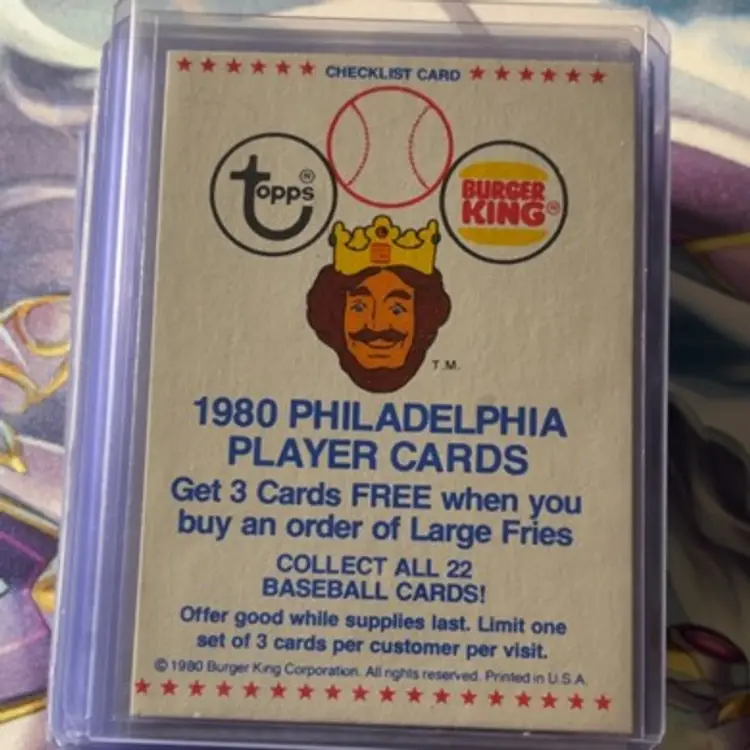 CHECKLIST CARD
topps®
BURGER
KING®
T.M.
1980 PHILADELPHIA
PLAYER CARDS
Get 3 Cards FREE when you
buy an order of Large Fries
COLLECT ALL 22
BASEBALL CARDS!
Offer good while supplies last. Limit one
set of 3 cards per customer per visit.
© 1980 Burger King Corporation. All rights reserved. Printed in U.S.A.